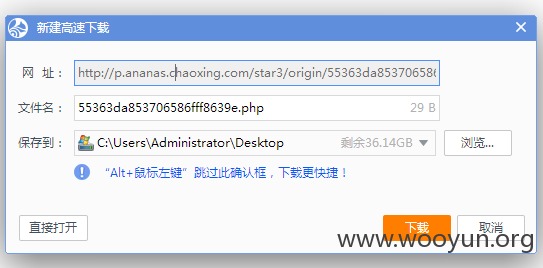 新建高速下载
网 址： http://p.ananas.chaoxing.com/star3/origin/55363da853706586
文件名： 55363da853706586fff8639e.php 29 B
保存到： C:\Users\Administrator\Desktop 剩余36.14GB 浏览...
“Alt+鼠标左键”跳过此确认框，下载更快捷！
直接打开 下载 取消
www.wooyun.org